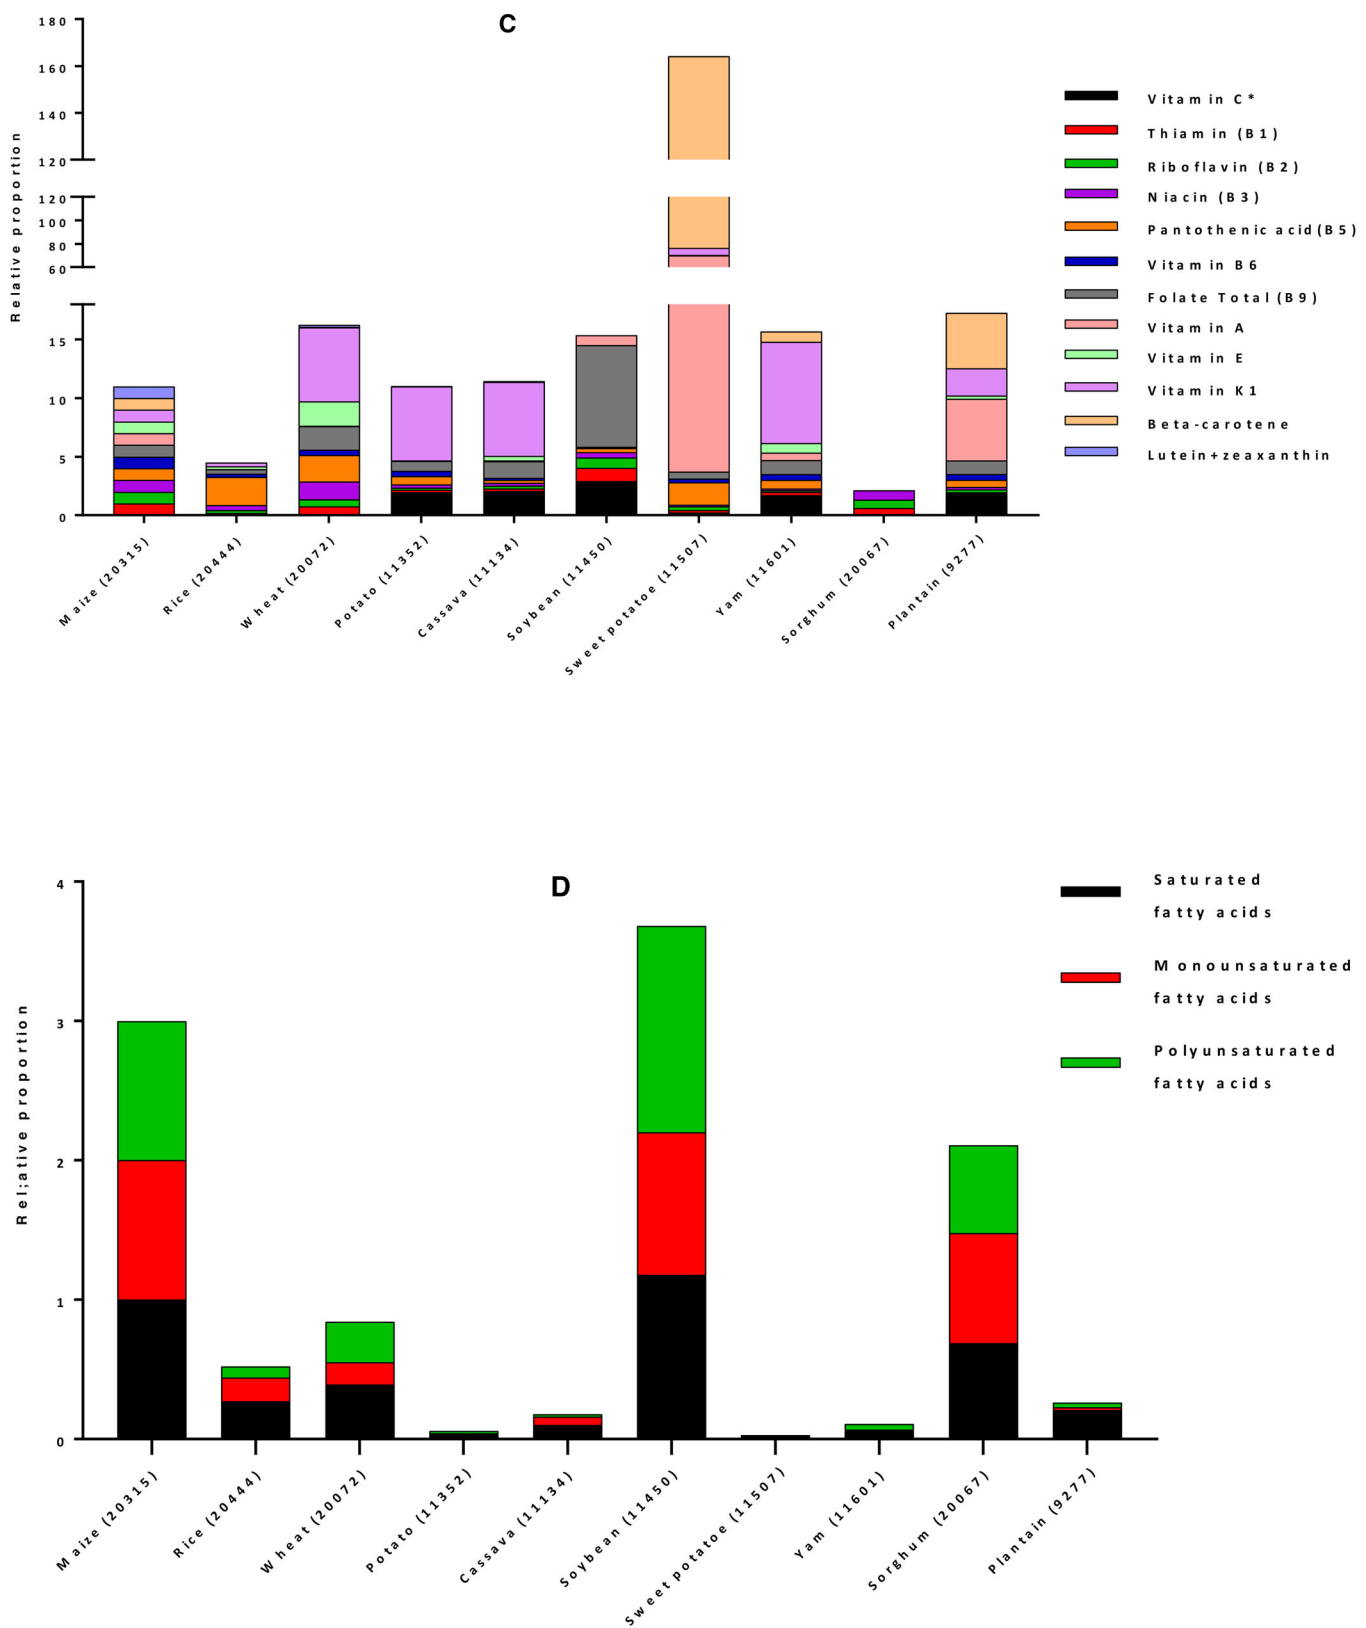 C
Relative proportion
180
160
140
120
120
100
80
60
15
10
5
0
Maize (20315)
Rice (20444)
Wheat (20072)
Potato (11352)
Cassava (11134)
Soybean (11450)
Sweet potatoe (11507)
Yam (11601)
Sorghum (20067)
Plantain (9277)
Vitamin C*
Thiamin (B1)
Riboflavin (B2)
Niacin (B3)
Pantothenic acid (B5)
Vitamin B6
Folate Total (B9)
Vitamin A
Vitamin E
Vitamin K1
Beta-carotene
Lutein+zeaxanthin
D
Rel;ative proportion
4
3
2
1
0
Maize (20315)
Rice (20444)
Wheat (20072)
Potato (11352)
Cassava (11134)
Soybean (11450)
Sweet potatoe (11507)
Yam (11601)
Sorghum (20067)
Plantain (9277)
Saturated
fatty acids
Monounsaturated
fatty acids
Polyunsaturated
fatty acids